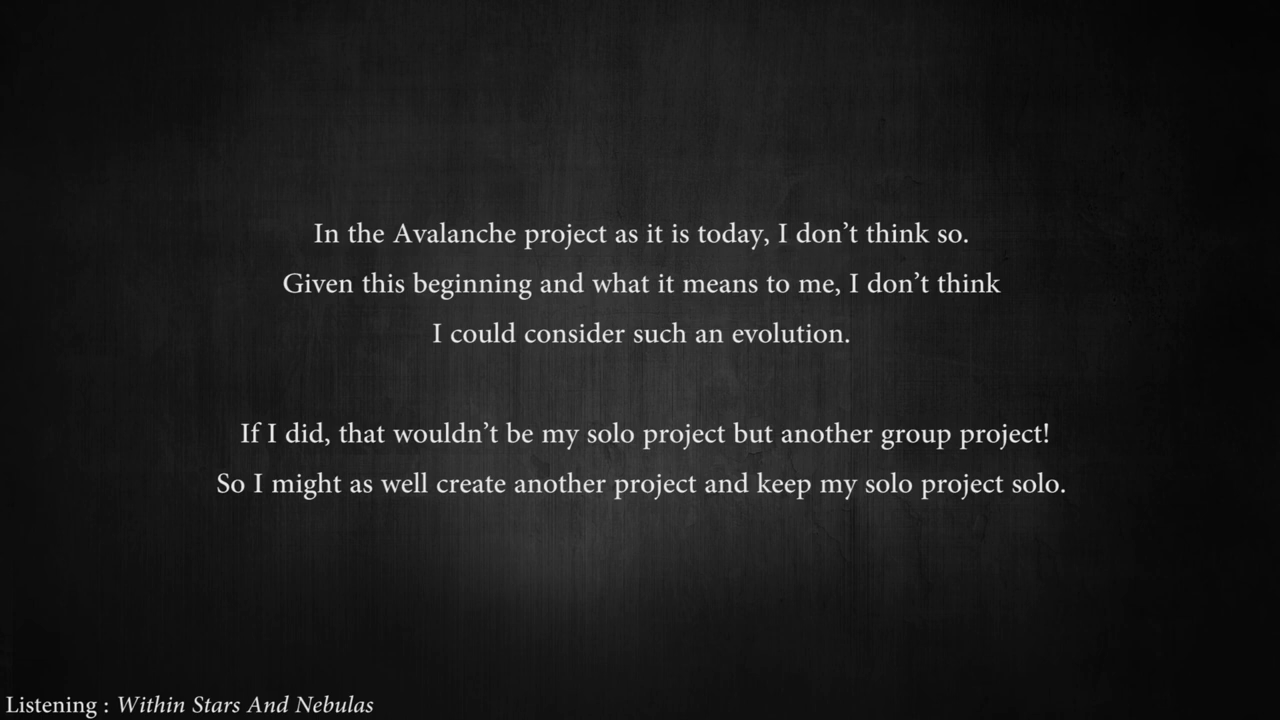 In the Avalanche project as it is today, I don’t think so.
Given this beginning and what it means to me, I don’t think
I could consider such an evolution.
If I did, that wouldn’t be my solo project but another group project!
So I might as well create another project and keep my solo project solo.
Listening : Within Stars And Nebulas